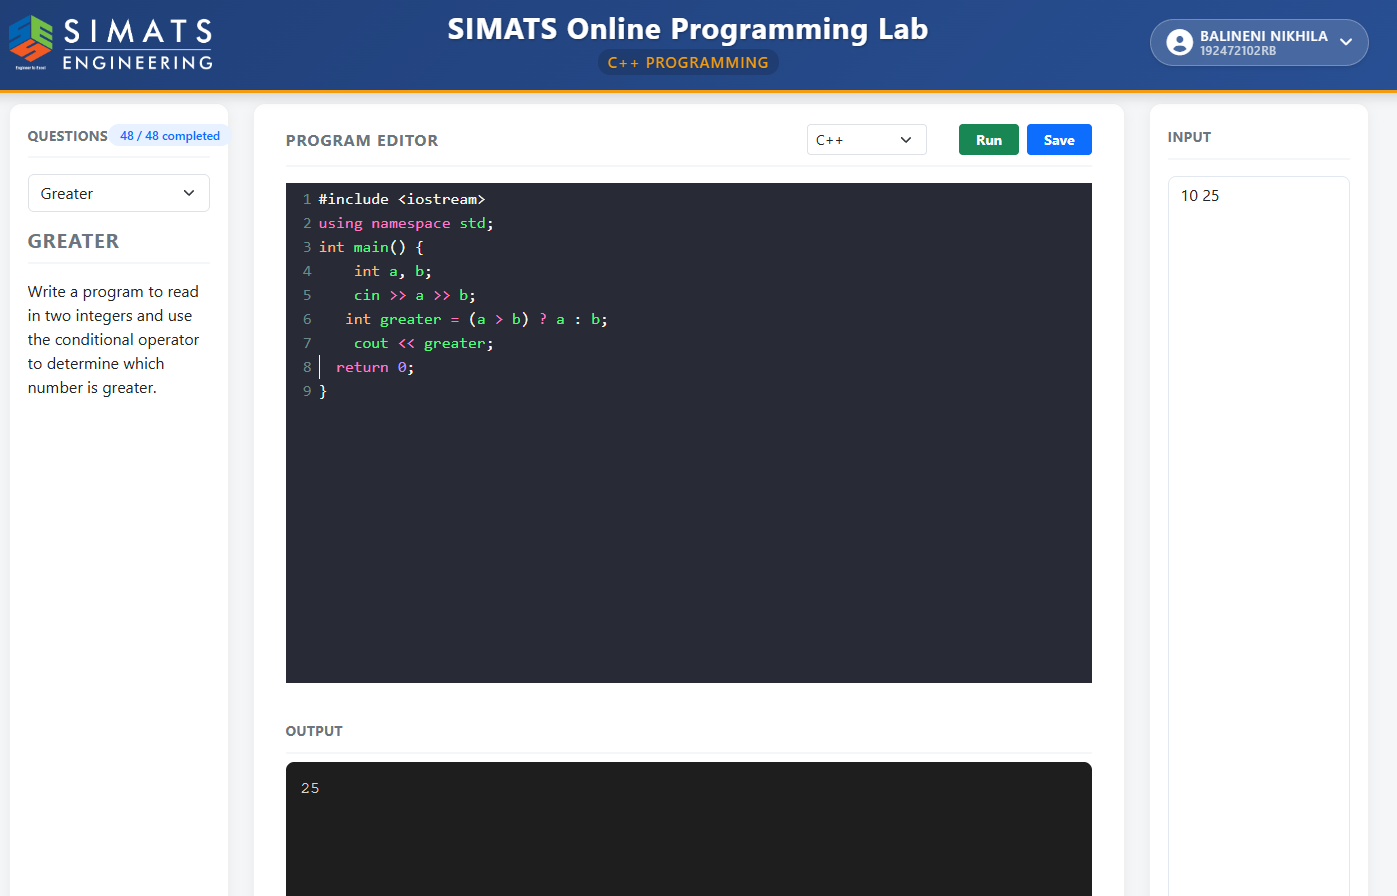 SIMATS
ENGINEERING
Engineer to Excel
SIMATS Online Programming Lab
C++ PROGRAMMING
BALINENI NIKHILA
192472102RB
QUESTIONS 48 / 48 completed
Greater
GREATER
Write a program to read
in two integers and use
the conditional operator
to determine which
number is greater.
PROGRAM EDITOR
C++
Run
Save
1 #include <iostream>
2 using namespace std;
3 int main() {
4     int a, b;
5     cin >> a >> b;
6    int greater = (a > b) ? a : b;
7     cout << greater;
8   return 0;
9 }
OUTPUT
25
INPUT
10 25